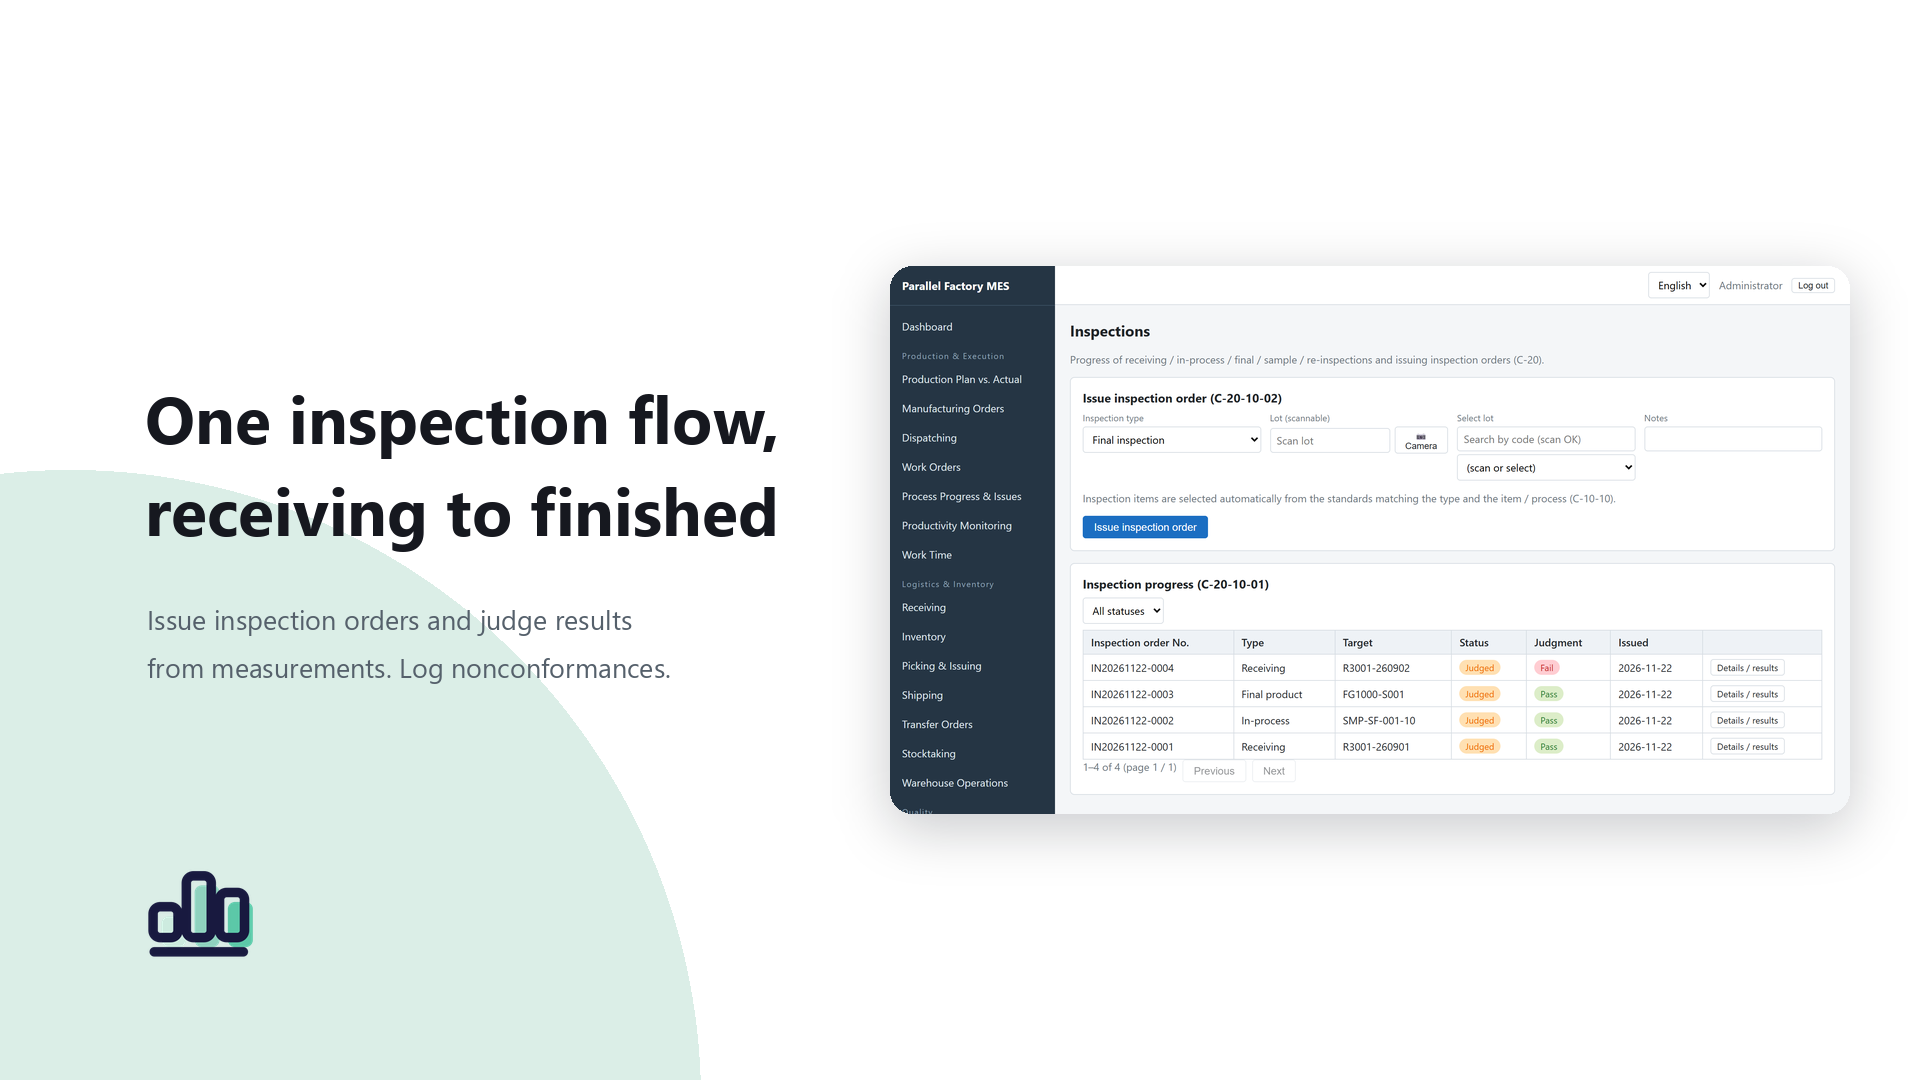 One inspection flow,
receiving to finished
Issue inspection orders and judge results
from measurements. Log nonconformances.
Parallel Factory MES
Dashboard
Production & Execution
Production Plan vs. Actual
Manufacturing Orders
Dispatching
Work Orders
Process Progress & Issues
Productivity Monitoring
Work Time
Logistics & Inventory
Receiving
Inventory
Picking & Issuing
Shipping
Transfer Orders
Stocktaking
Warehouse Operations
Quality
English Administrator Log out
Inspections
Progress of receiving / in-process / final / sample / re-inspections and issuing inspection orders (C-20).
Issue inspection order (C-20-10-02)
Inspection type Lot (scannable) Select lot Notes
Final inspection Scan lot Camera Search by code (scan OK)
(scan or select)
Inspection items are selected automatically from the standards matching the type and the item / process (C-10-10).
Issue inspection order
Inspection progress (C-20-10-01)
All statuses
Inspection order No. Type Target Status Judgment Issued
IN20261122-0004 Receiving R3001-260902 Judged Fail 2026-11-22 Details / results
IN20261122-0003 Final product FG1000-S001 Judged Pass 2026-11-22 Details / results
IN20261122-0002 In-process SMP-SF-001-10 Judged Pass 2026-11-22 Details / results
IN20261122-0001 Receiving R3001-260901 Judged Pass 2026-11-22 Details / results
1–4 of 4 (page 1 / 1) Previous Next